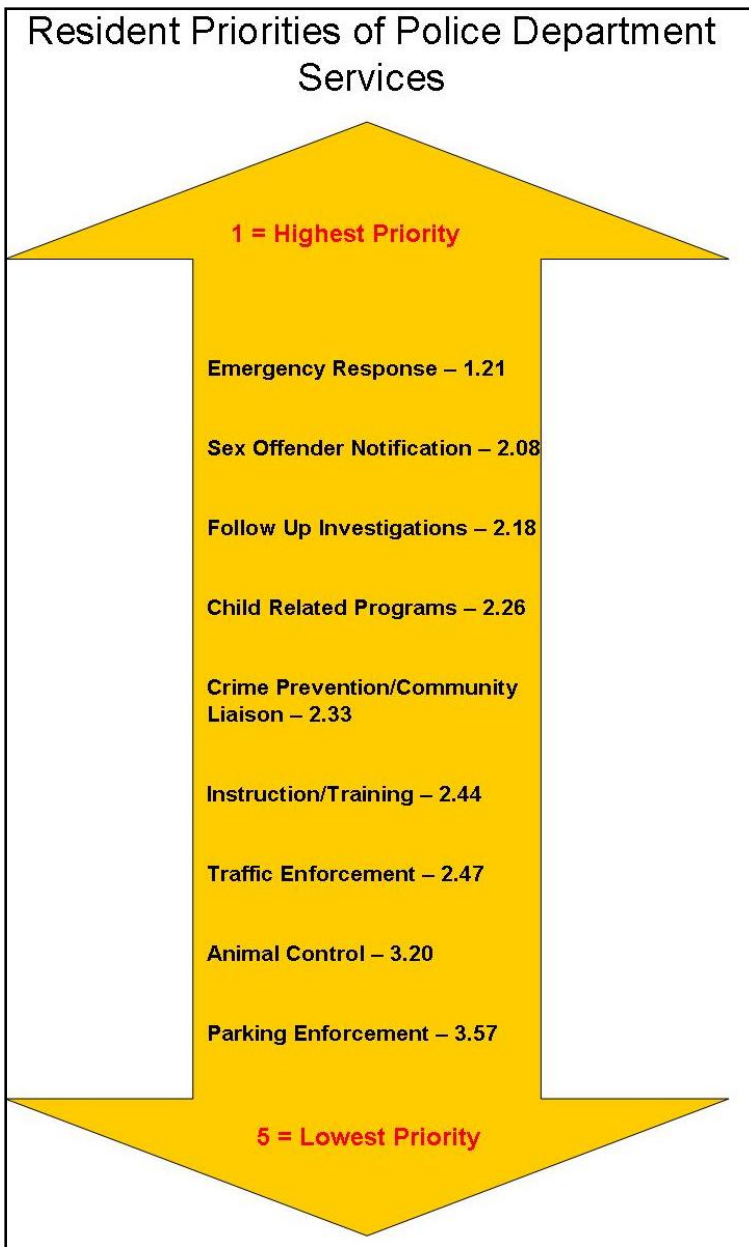 Resident Priorities of Police Department
Services
1 = Highest Priority
Emergency Response – 1.21
Sex Offender Notification – 2.08
Follow Up Investigations – 2.18
Child Related Programs – 2.26
Crime Prevention/Community
Liaison – 2.33
Instruction/Training – 2.44
Traffic Enforcement – 2.47
Animal Control – 3.20
Parking Enforcement – 3.57
5 = Lowest Priority